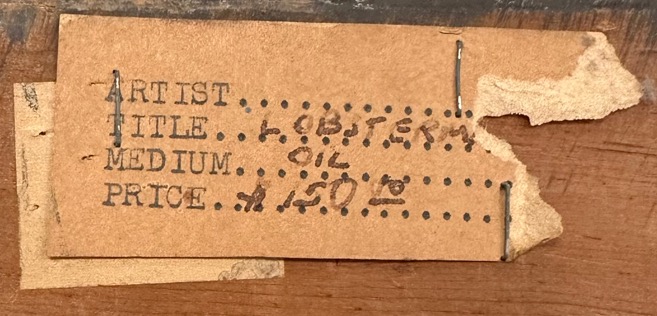 ARTIST..............
TITLE.. LOBSTERM
MEDIUM. OIL
PRICE. $150 00